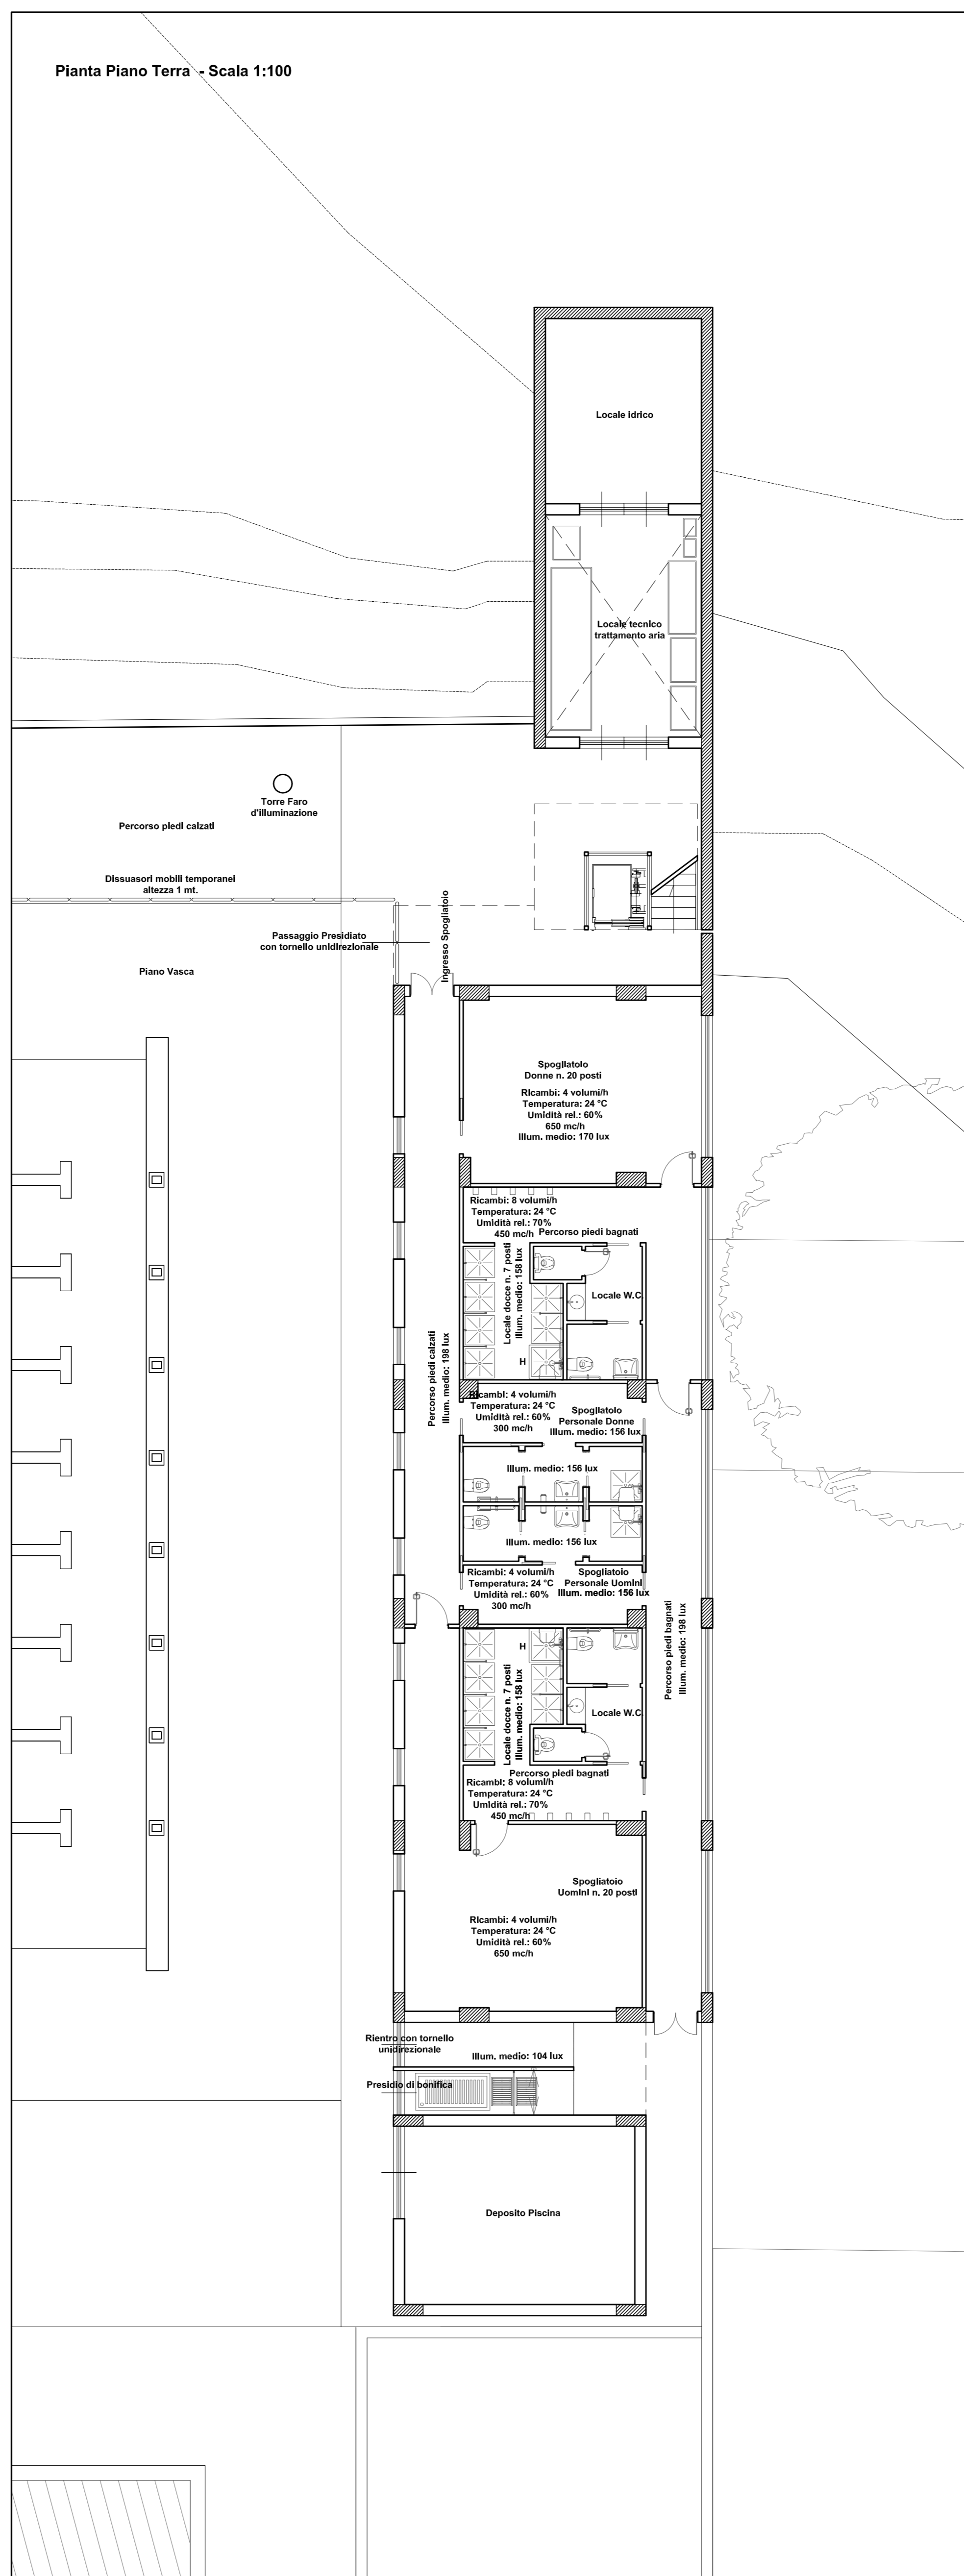 Pianta Piano Terra - Scala 1:100
Locale idrico
Locale tecnico
trattamento aria
Torre Faro
d'illuminazione
Percorso piedi calzati
Dissuasori mobili temporanei
altezza 1 mt.
Ingresso Spogliatoio
Passaggio Presidiato
con tornello unidirezionale
Piano Vasca
Spogliatoio
Donne n. 20 posti
Ricambi: 4 volumi/h
Temperatura: 24 °C
Umidità rel.: 60%
650 mc/h
Illum. medio: 170 lux
Ricambi: 8 volumi/h
Temperatura: 24°C
Umidità rel.: 70%
450 mc/h
Percorso piedi bagnati
Locale docce n. 7 posti
Illum. medio: 158 lux
Locale W.C.
H
Percorso piedi calzati
Illum. medio: 198 lux
Ricambi: 4 volumi/h
Temperatura: 24°C
Umidità rel.: 60%
300 mc/h
Spogliatoio
Personale Donne
Illum. medio: 156 lux
Illum. medio: 156 lux
Illum. medio: 156 lux
Ricambi: 4 volumi/h
Temperatura: 24°C
Umidità rel.: 60%
300 mc/h
Spogliatoio
Personale Uomini
Illum. medio: 156 lux
Percorso piedi bagnati
Illum. medio: 198 lux
H
Locale docce n. 7 posti
Illum. medio: 158 lux
Locale W.C.
Percorso piedi bagnati
Ricambi: 8 volumi/h
Temperatura: 24°C
Umidità rel.: 70%
450 mc/h
Spogliatoio
Uomini n. 20 posti
Ricambi: 4 volumi/h
Temperatura: 24 °C
Umidità rel.: 60%
650 mc/h
Rientro con tornello
unidirezionale
Illum. medio: 104 lux
Presidio di bonifica
Deposito Piscina